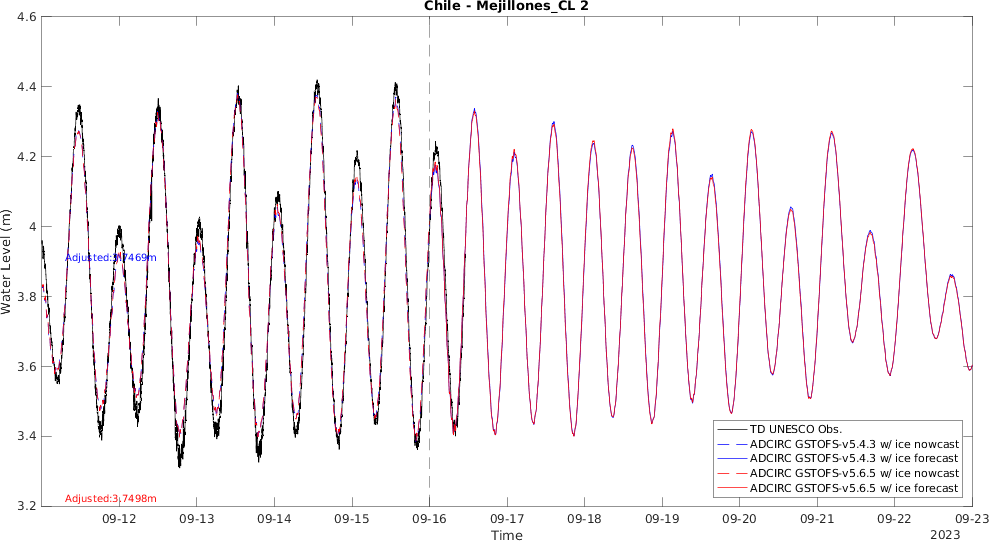 Chile - Mejillones_CL 2
4.6
4.4
4.2
4
3.8
3.6
3.4
3.2
Water Level (m)
Adjusted:3.7469m
Adjusted:3.7498m
TD UNESCO Obs.
ADCIRC GSTOFS-v5.4.3 w/ ice nowcast
ADCIRC GSTOFS-v5.4.3 w/ ice forecast
ADCIRC GSTOFS-v5.6.5 w/ ice nowcast
ADCIRC GSTOFS-v5.6.5 w/ ice forecast
09-12 09-13 09-14 09-15 09-16 09-17 09-18 09-19 09-20 09-21 09-22 09-23
Time
2023